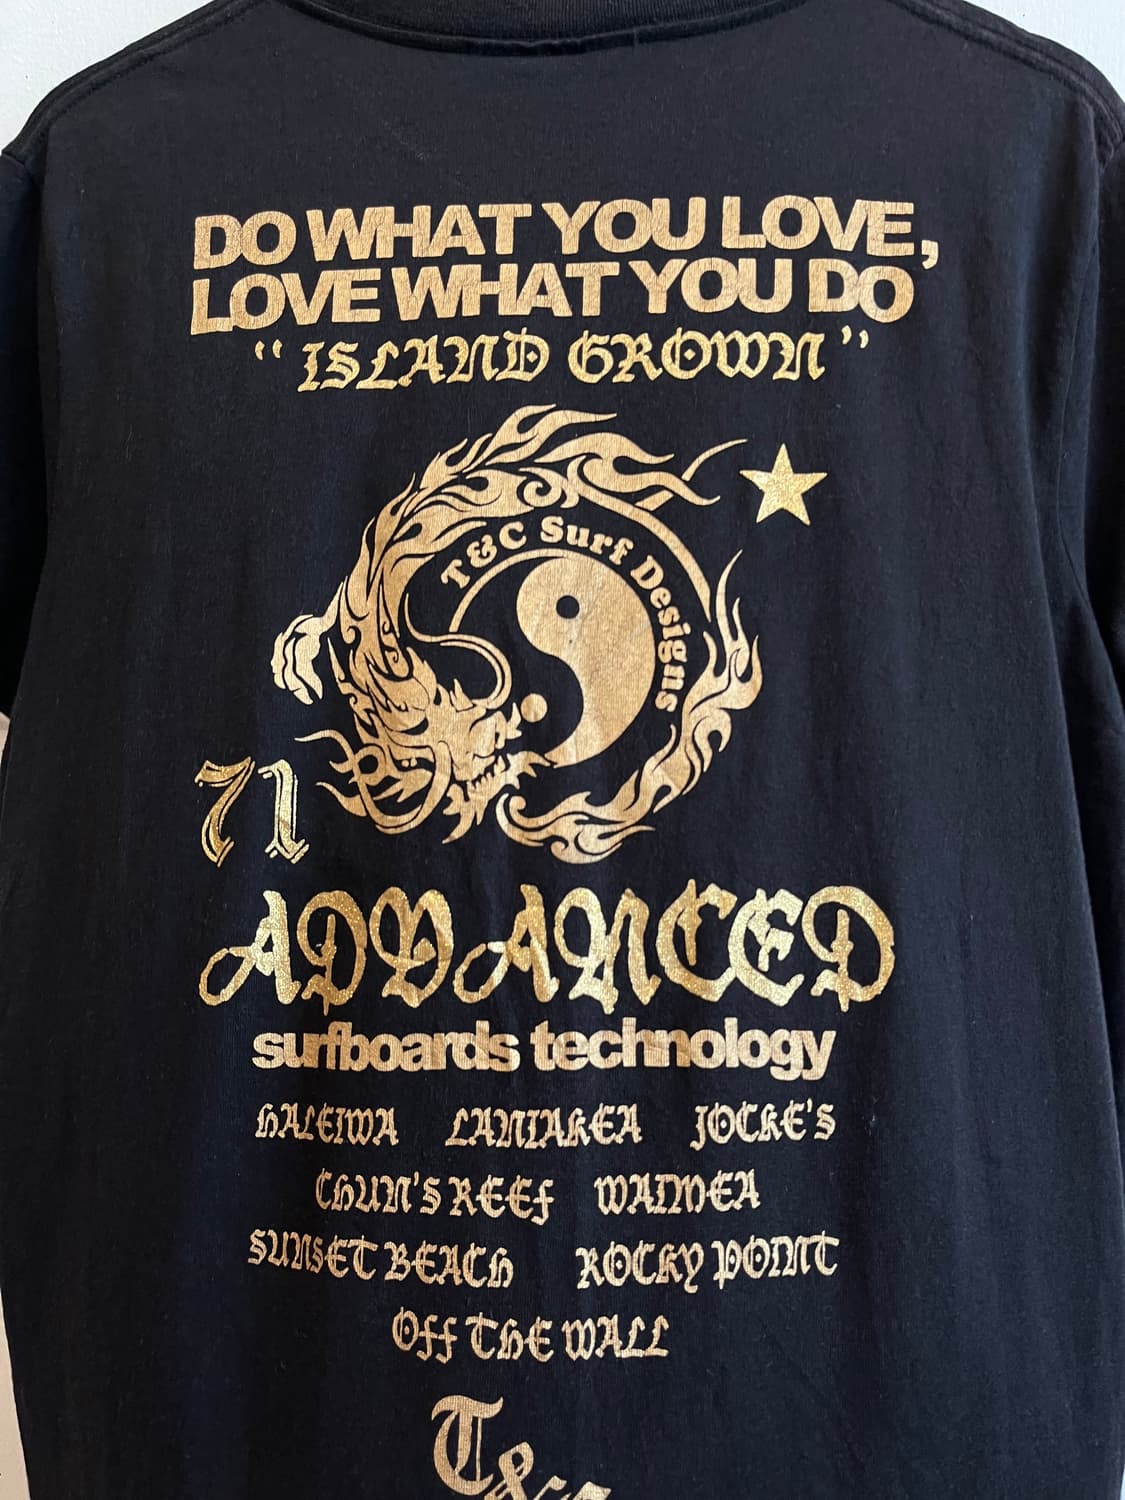 DO WHAT YOU LOVE,
LOVE WHAT YOU DO
"ISLAND GROWN"
T&C Surf Designs
71
ADVANCED
surfboards technology
HALEIWA LANIAKEA JOCKE'S
CHUN'S REEF WAIMEA
SUNSET BEACH ROCKY POINT
OFF THE WALL
T&C